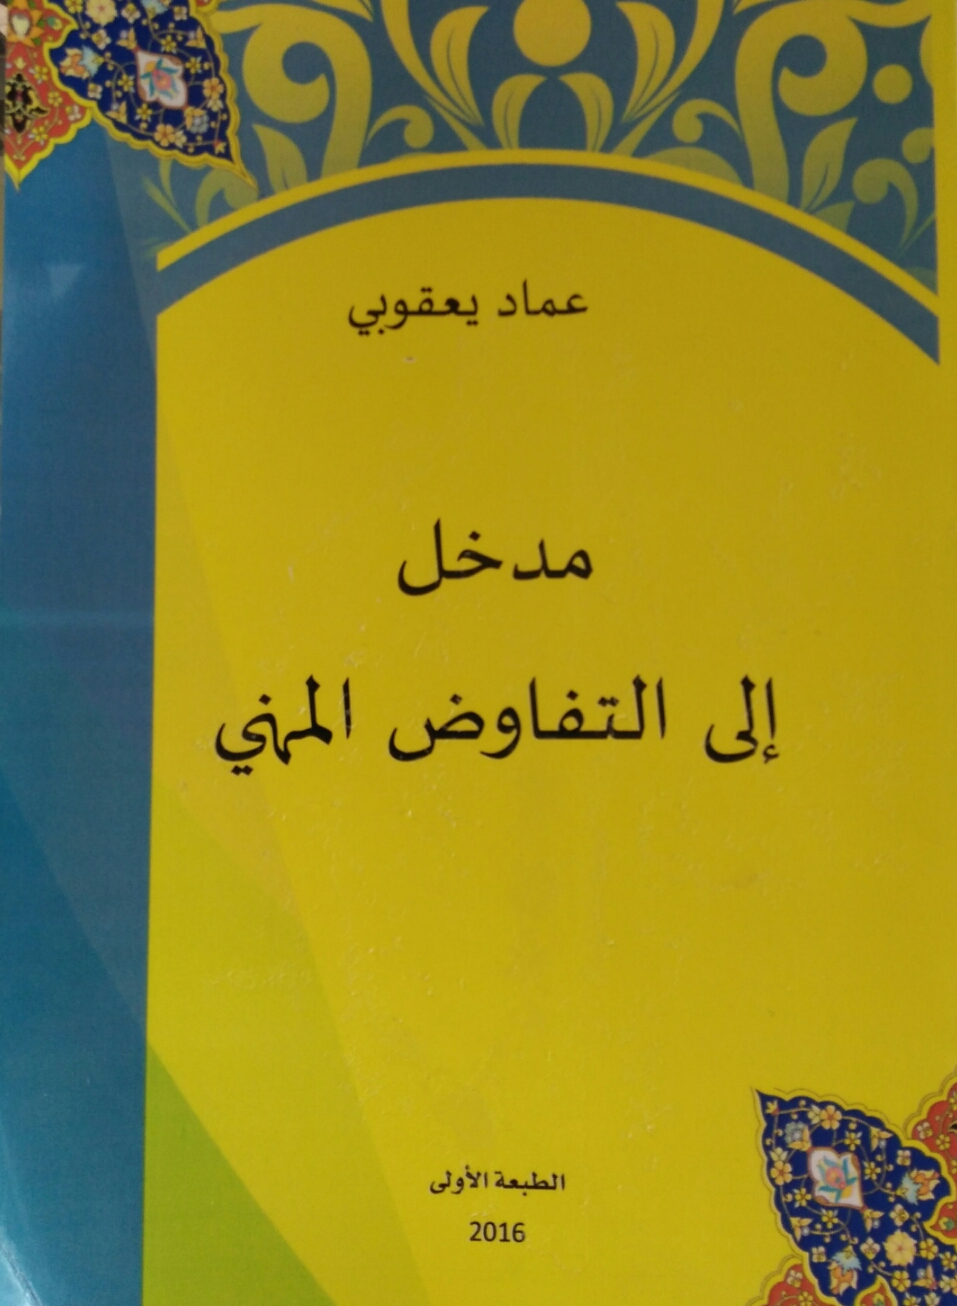 عماد يعقوبي
مدخل
إلى التفاوض المهني
الطبعة الأولى
2016